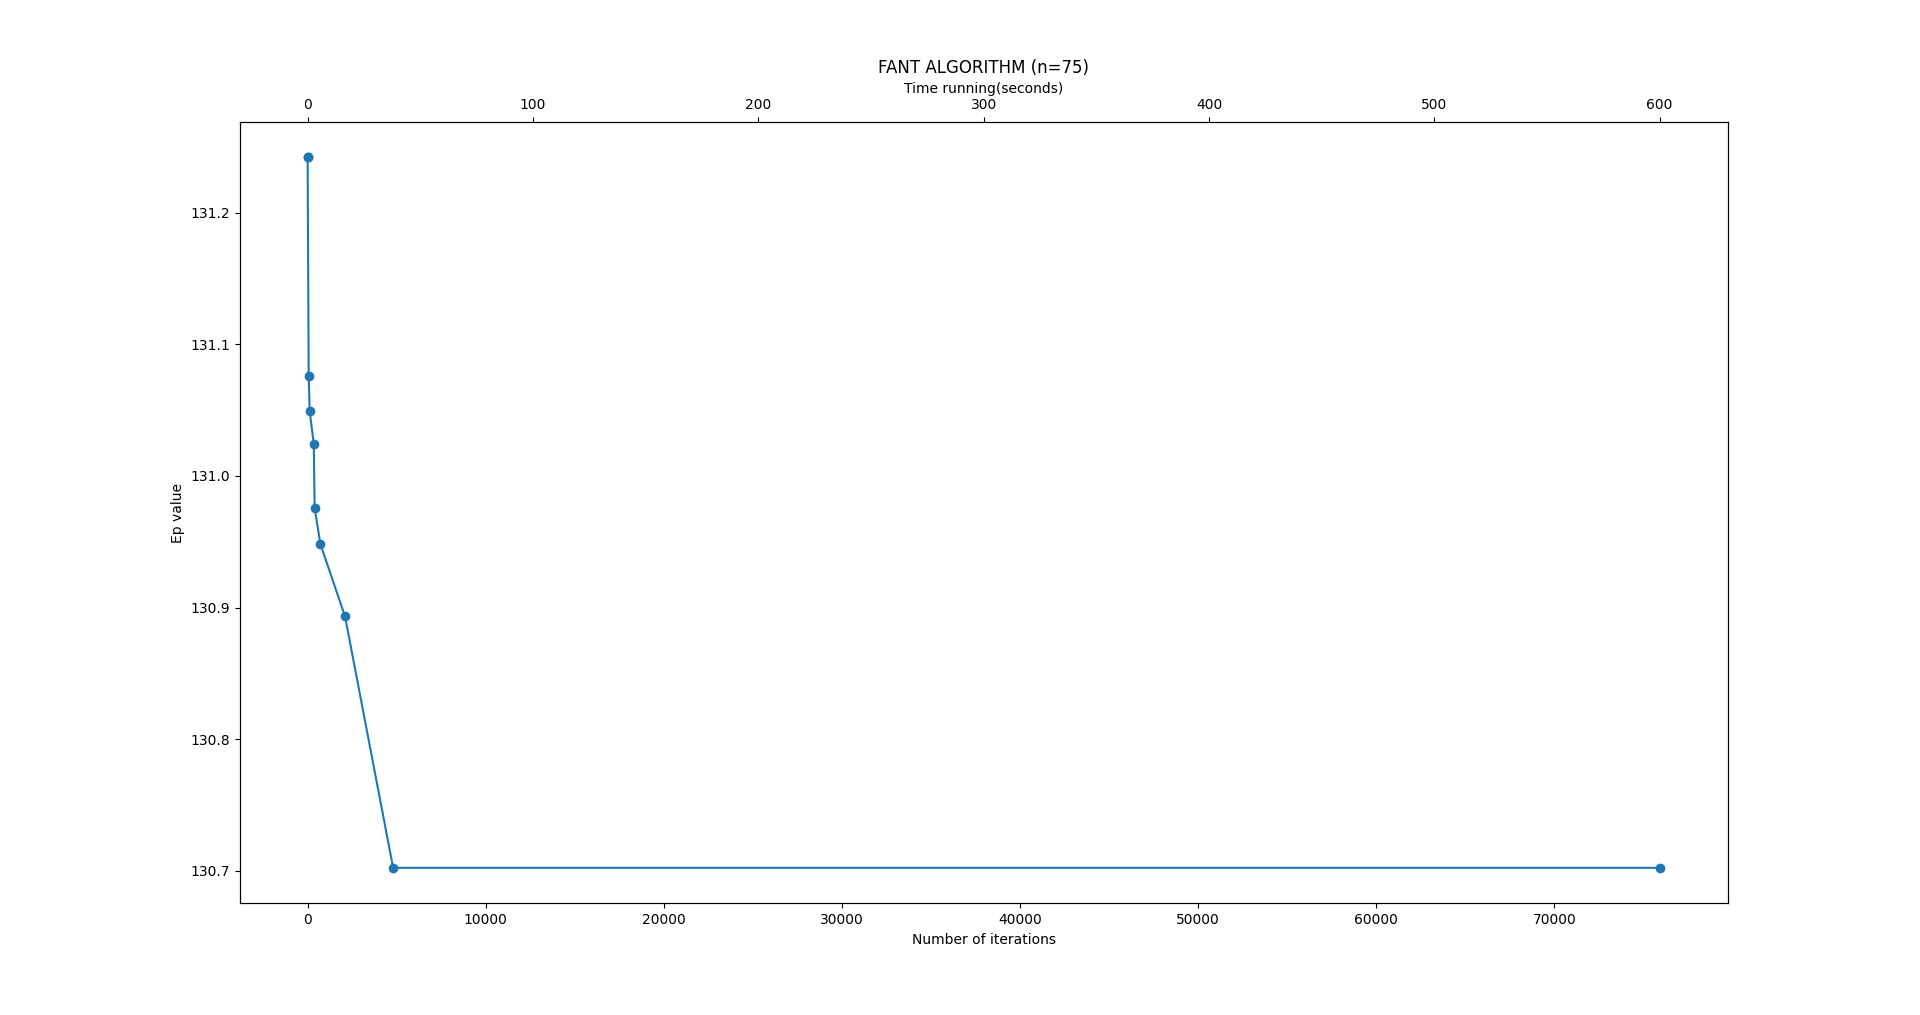 FANT ALGORITHM (n=75)
Time running(seconds)
0 100 200 300 400 500 600
131.2
131.1
131.0
130.9
130.8
130.7
Ep value
0 10000 20000 30000 40000 50000 60000 70000
Number of iterations